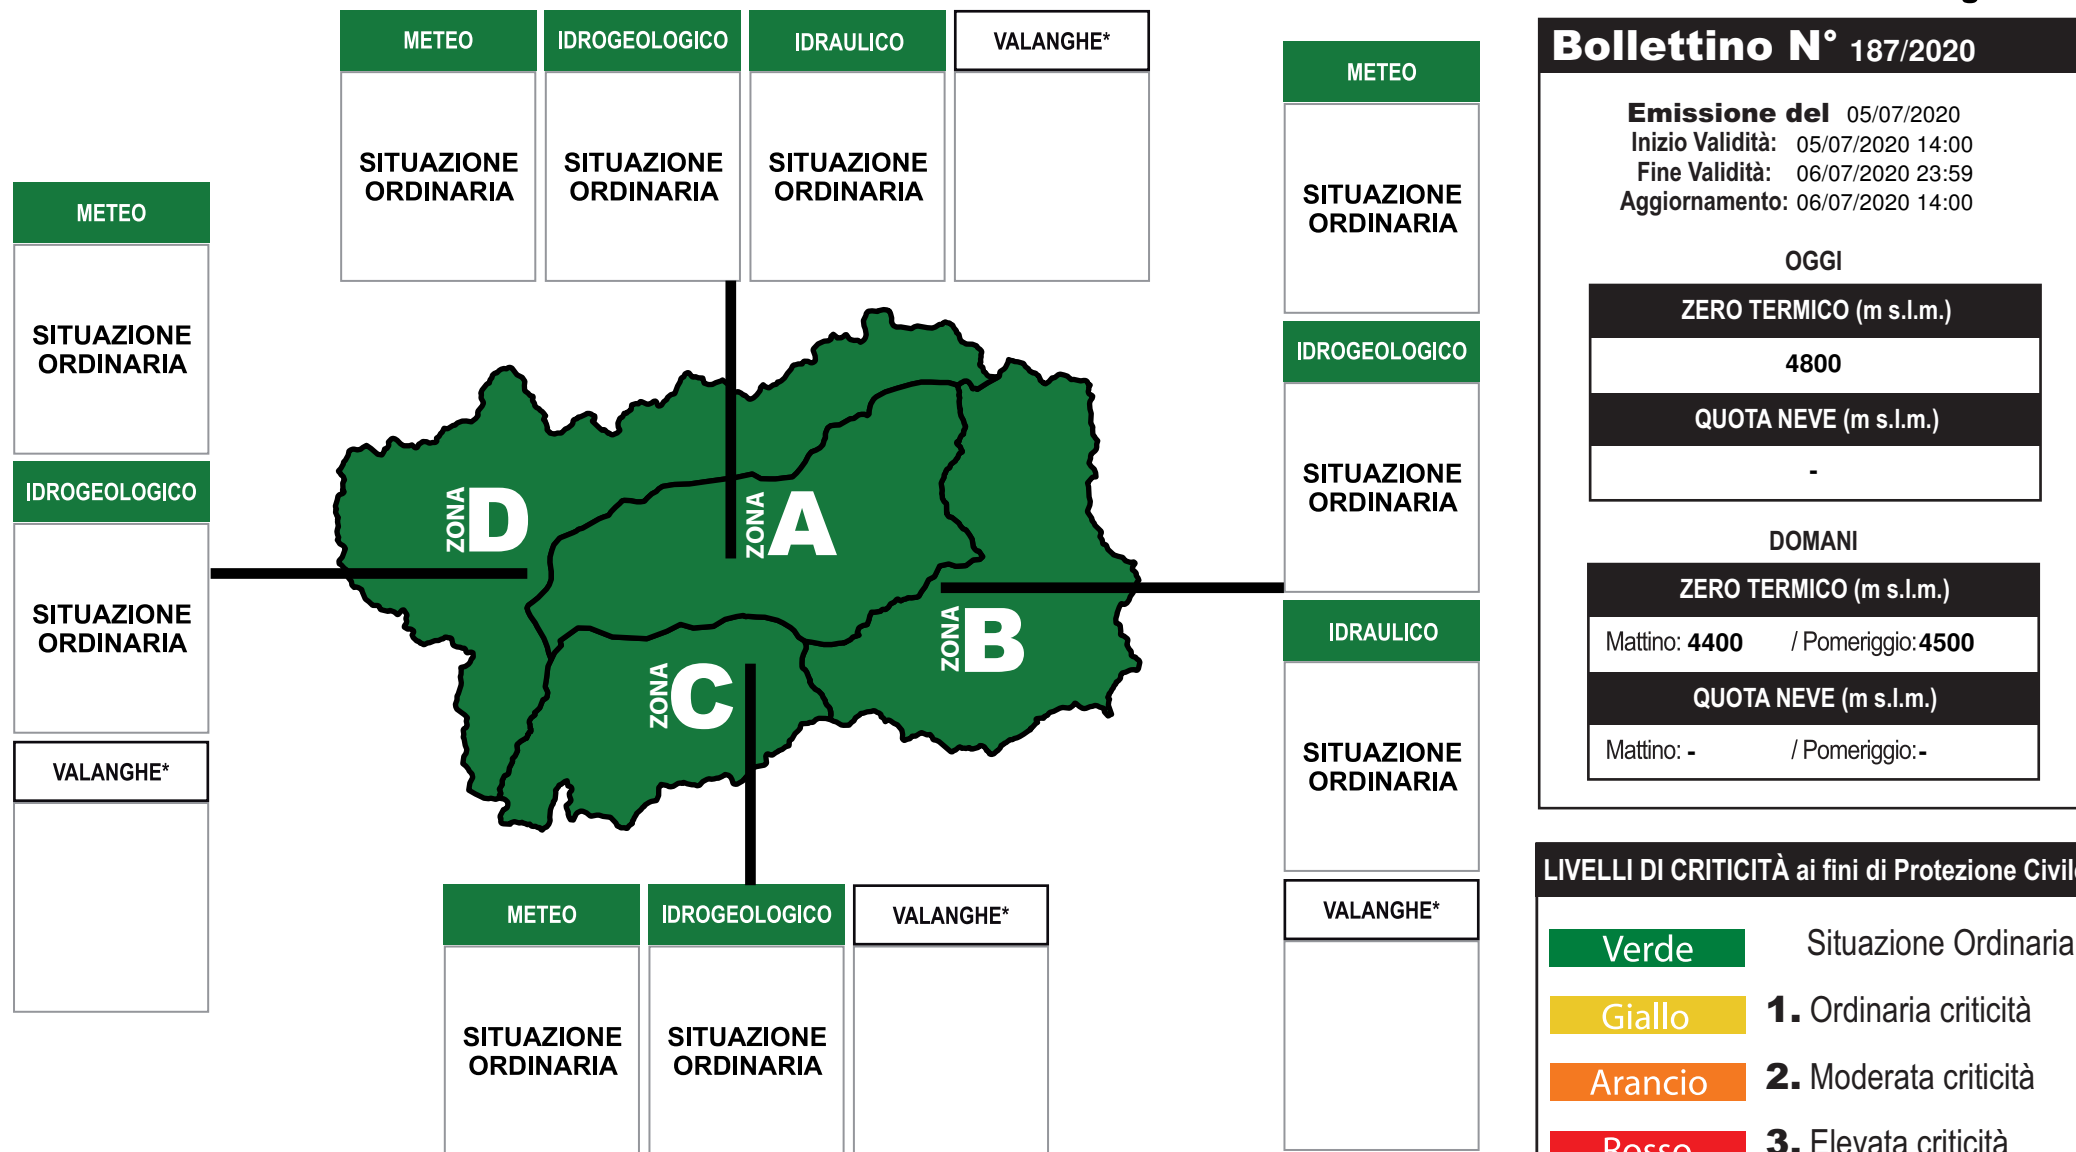 METEO
IDROGEOLOGICO
IDRAULICO
VALANGHE*
SITUAZIONE
ORDINARIA
SITUAZIONE
ORDINARIA
SITUAZIONE
ORDINARIA
METEO
SITUAZIONE
ORDINARIA
IDROGEOLOGICO
SITUAZIONE
ORDINARIA
VALANGHE*
ZONA D
ZONA A
ZONA B
ZONA C
METEO
SITUAZIONE
ORDINARIA
IDROGEOLOGICO
SITUAZIONE
ORDINARIA
IDRAULICO
SITUAZIONE
ORDINARIA
VALANGHE*
METEO
IDROGEOLOGICO
VALANGHE*
SITUAZIONE
ORDINARIA
SITUAZIONE
ORDINARIA
Bollettino N° 187/2020
Emissione del 05/07/2020
Inizio Validità: 05/07/2020 14:00
Fine Validità: 06/07/2020 23:59
Aggiornamento: 06/07/2020 14:00
OGGI
ZERO TERMICO (m s.l.m.)
4800
QUOTA NEVE (m s.l.m.)
-
DOMANI
ZERO TERMICO (m s.l.m.)
Mattino: 4400 / Pomeriggio: 4500
QUOTA NEVE (m s.l.m.)
Mattino: - / Pomeriggio: -
LIVELLI DI CRITICITÀ ai fini di Protezione Civile
Verde Situazione Ordinaria
Giallo 1. Ordinaria criticità
Arancio 2. Moderata criticità
Rosso 3. Elevata criticità